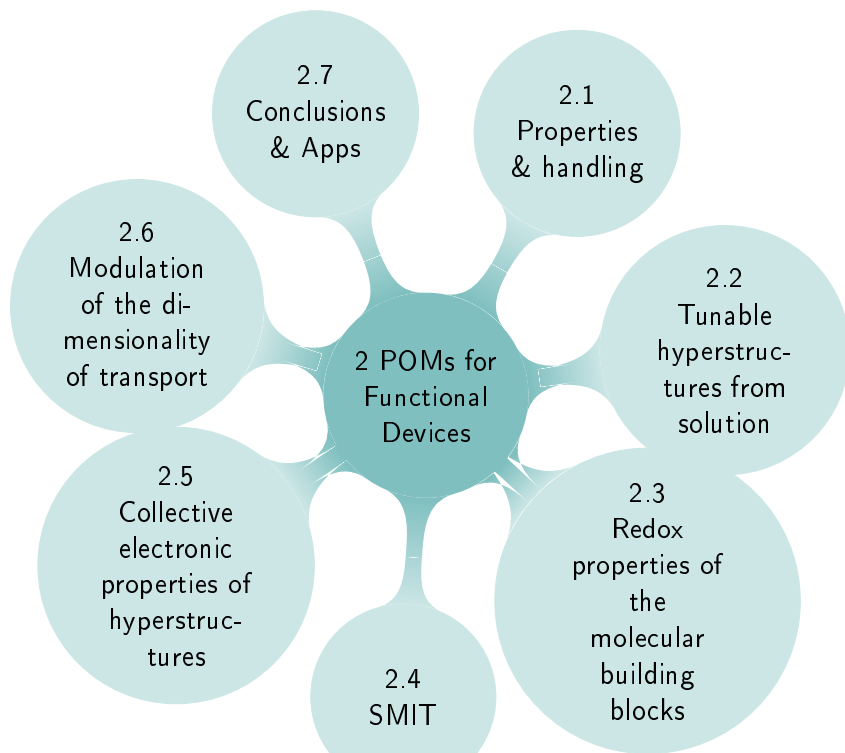 2 POMs for
Functional
Devices
2.1
Properties
& handling
2.2
Tunable
hyperstruc-
tures from
solution
2.3
Redox
properties of
the
molecular
building
blocks
2.4
SMIT
2.5
Collective
electronic
properties of
hyperstruc-
tures
2.6
Modulation
of the di-
mensionality
of transport
2.7
Conclusions
& Apps